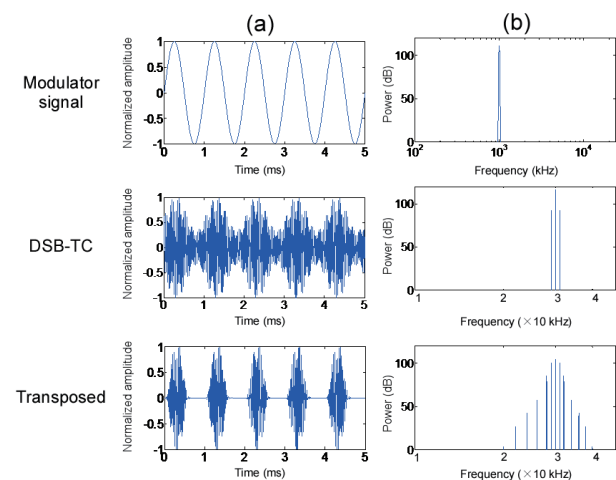 (a) (b)
Modulator signal
Normalized amplitude
1
0.5
0
-0.5
-1
0 1 2 3 4 5
Time (ms)
Power (dB)
100
50
0
10² 10³ 10⁴
Frequency (kHz)
DSB-TC
Normalized amplitude
1
0.5
0
-0.5
-1
0 1 2 3 4 5
Time (ms)
Power (dB)
100
50
0
1 2 3 4
Frequency (×10 kHz)
Transposed
Normalized amplitude
1
0.5
0
-0.5
-1
0 1 2 3 4 5
Time (ms)
Power (dB)
100
50
0
1 2 3 4
Frequency (×10 kHz)